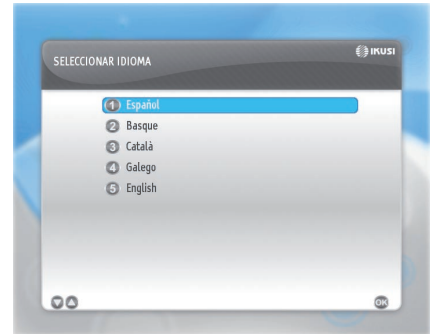 SELECCIONAR IDIOMA
IKUSI
1 Español
2 Basque
3 Català
4 Galego
5 English
OK